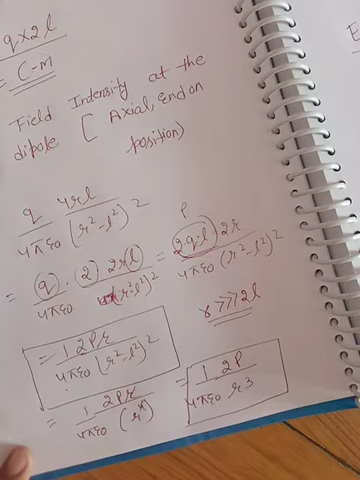 q×2l
= C-m
Field Intensity at the
dipole [Axial, End on
position)
q/4πε0 4rl/(r²-l²)²
= q/4πε0 · 2) 2rl)/(r²-l²)² = P (2ql) 2r/4πε0 (r²-l²)²
r>>>2l
= 1/4πε0 2Pr/(r²-l²)²
= 1/4πε0 2Pr/(r⁴) = 1/4πε0 2P/r3
E